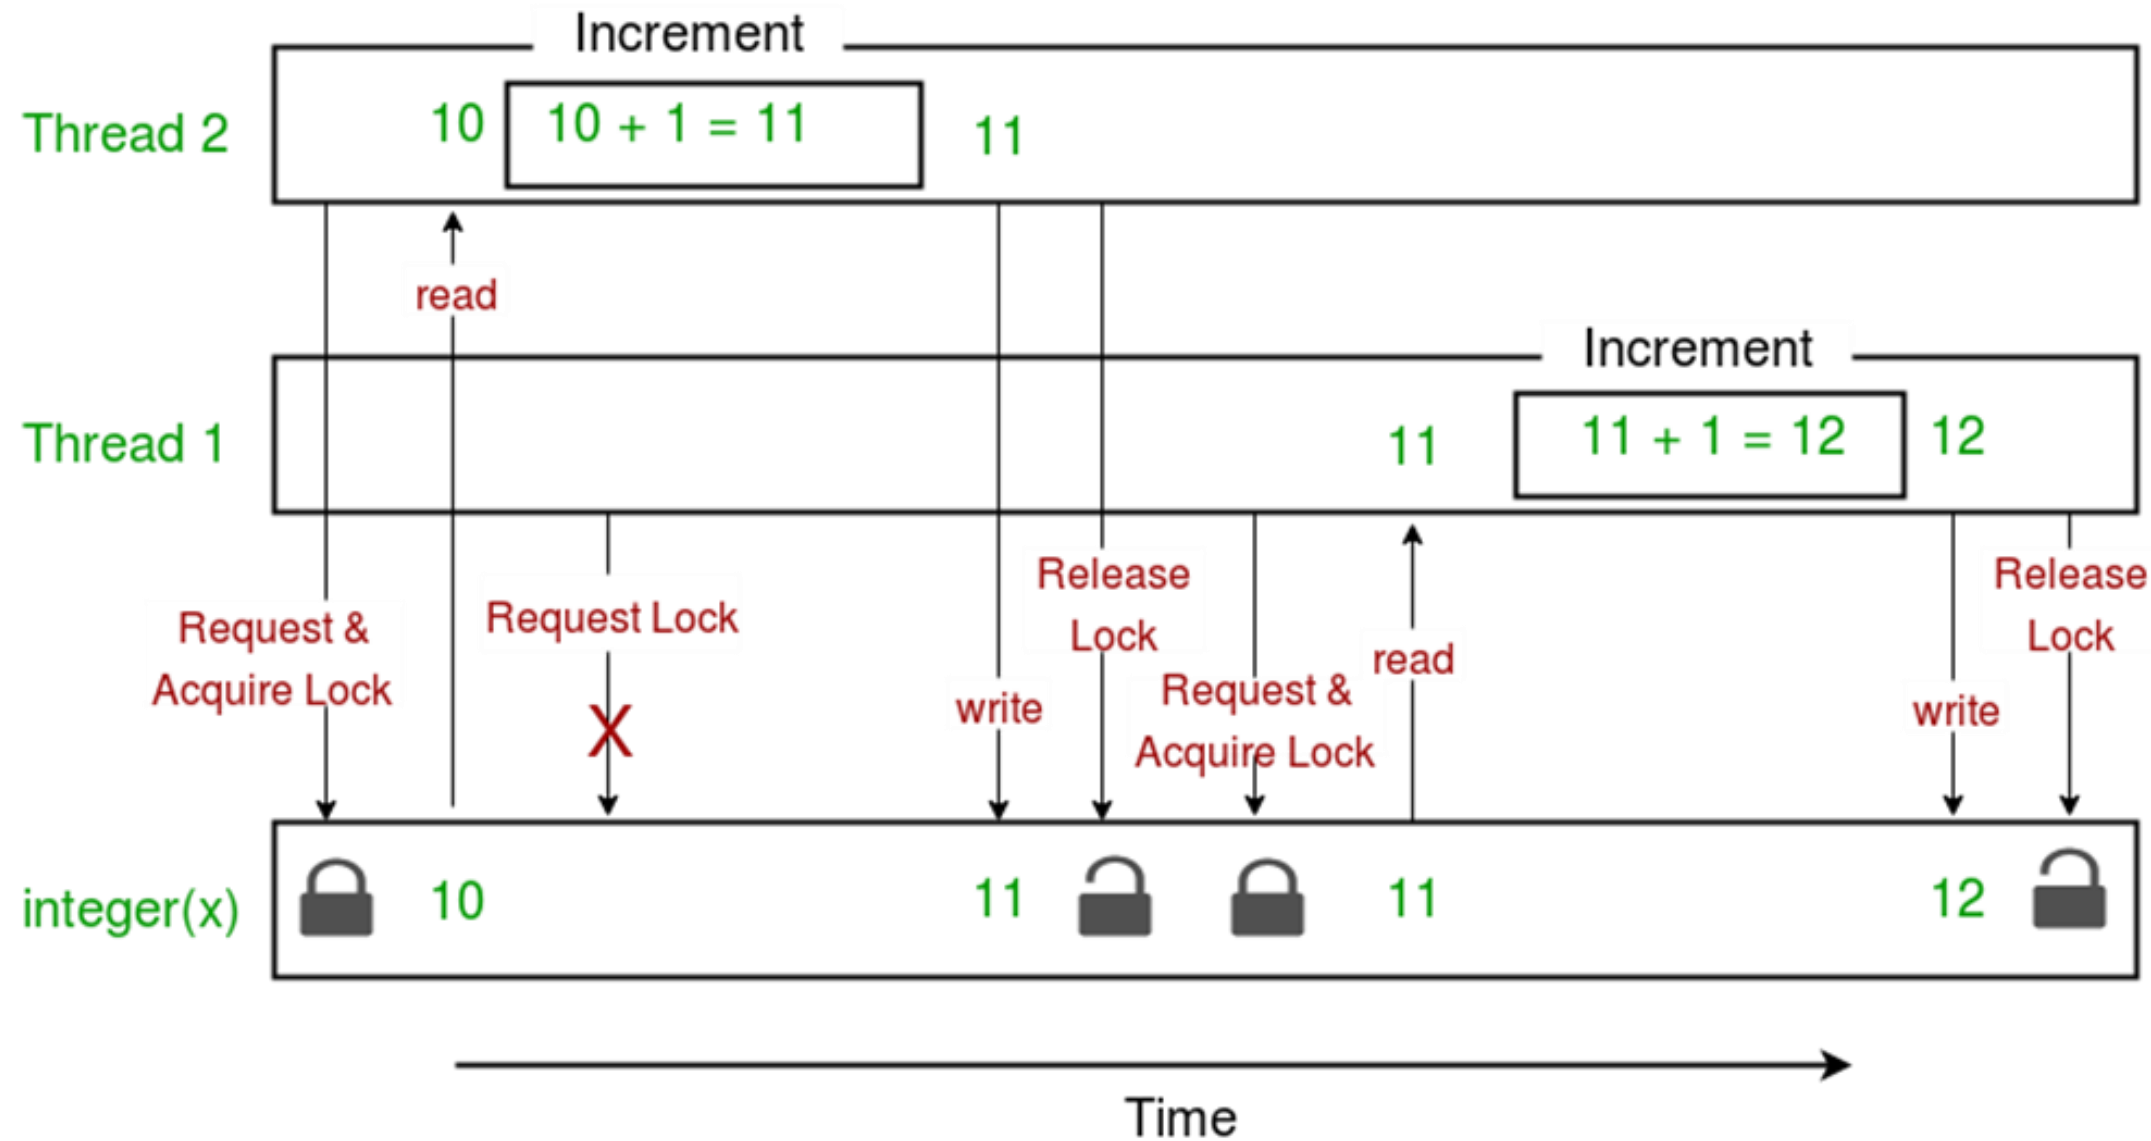 Increment
Thread 2
10
10 + 1 = 11
11
read
Increment
Thread 1
11
11 + 1 = 12
12
Request &
Acquire Lock
Request Lock
X
write
Release
Lock
Request &
Acquire Lock
read
write
Release
Lock
integer(x)
10
11
11
12
Time